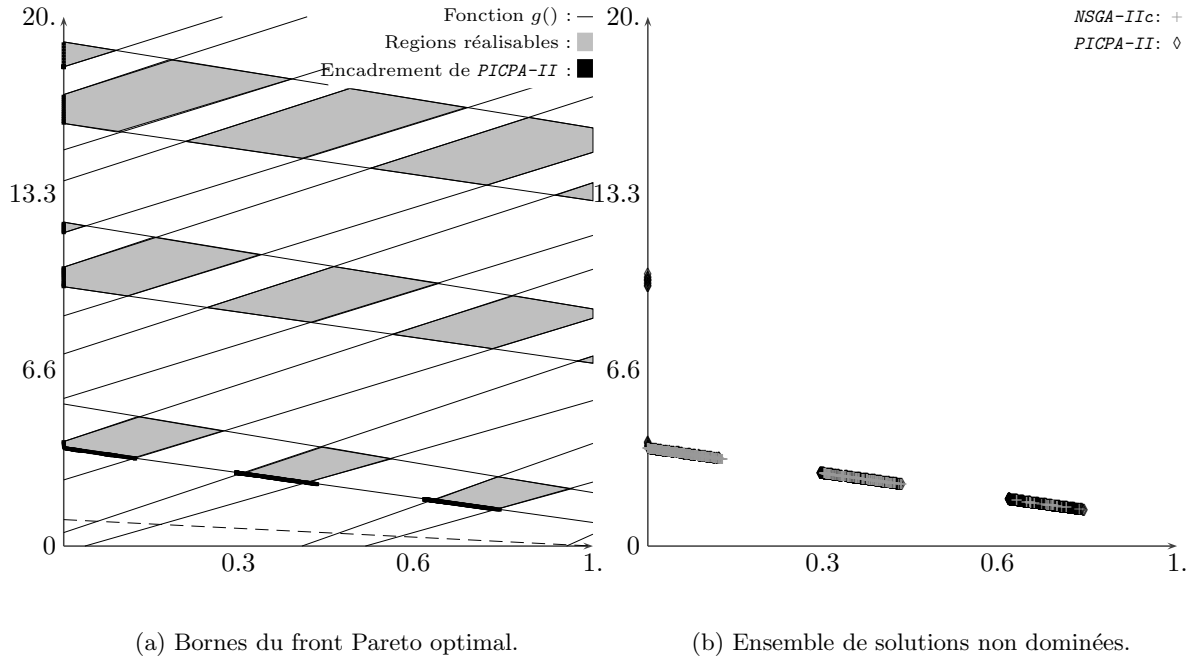 20.
13.3
6.6
0
0.3
0.6
1.
Fonction g() :
Regions réalisables :
Encadrement de PICPA-II :
(a) Bornes du front Pareto optimal.
20.
13.3
6.6
0
0.3
0.6
1.
NSGA-IIc:
PICPA-II:
(b) Ensemble de solutions non dominées.